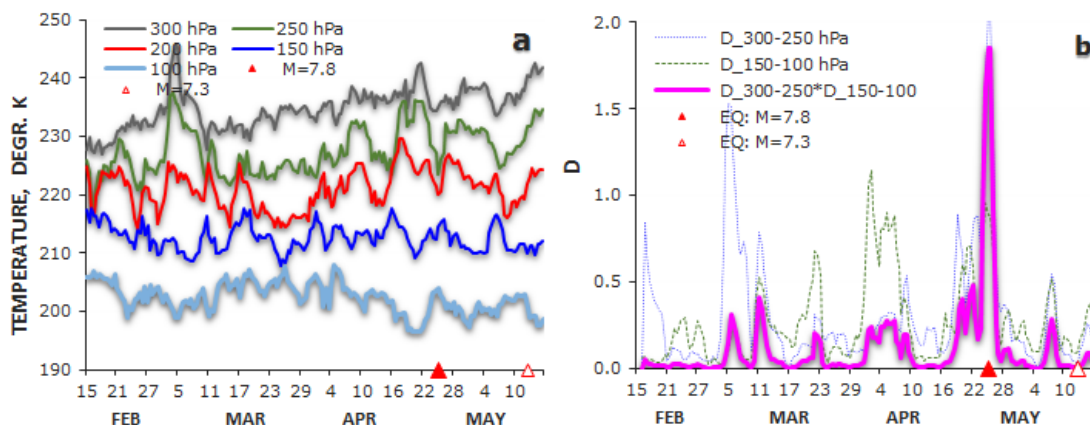 250
240
230
220
210
200
190
TEMPERATURE, DEGR. K
300 hPa 250 hPa
200 hPa 150 hPa
100 hPa M=7.8
M=7.3
a
15 21 27 5 11 17 23 29 4 10 16 22 28 4 10
FEB MAR APR MAY
2.0
1.5
1.0
0.5
0.0
D
D_300-250 hPa
D_150-100 hPa
D_300-250*D_150-100
EQ: M=7.8
EQ: M=7.3
b
15 21 27 5 11 17 23 29 4 10 16 22 28 4 10
FEB MAR APR MAY